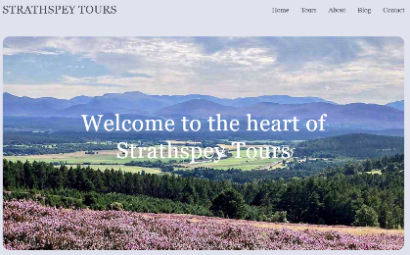 STRATHSPEY TOURS
Home Tours About Blog Contact
Welcome to the heart of
Strathspey Tours